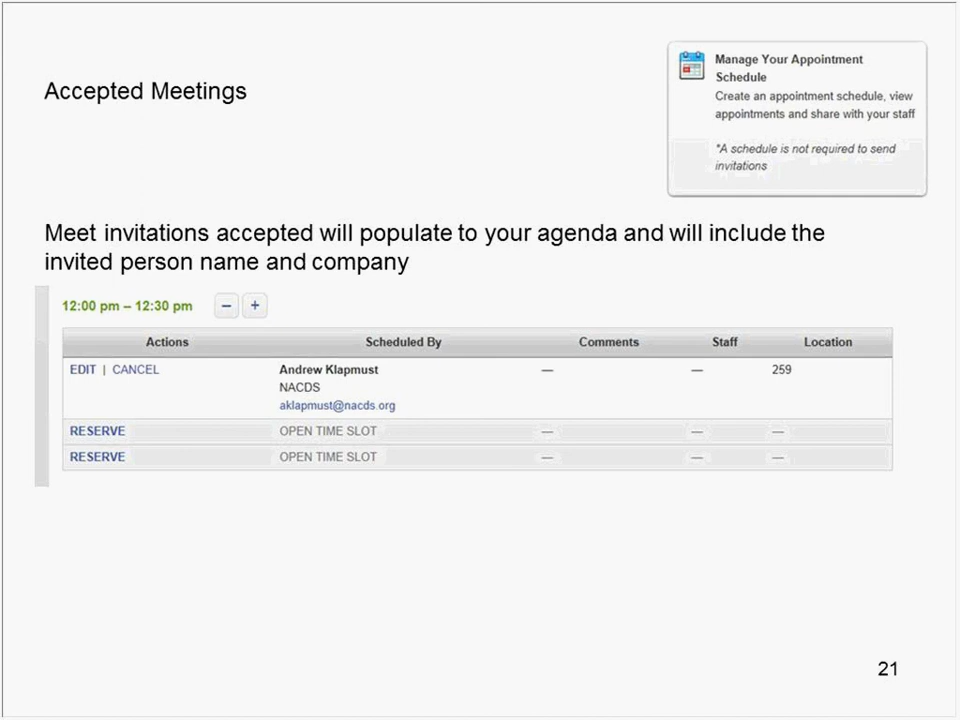 Accepted Meetings
Manage Your Appointment
Schedule
Create an appointment schedule, view
appointments and share with your staff
*A schedule is not required to send
invitations
Meet invitations accepted will populate to your agenda and will include the
invited person name and company
12:00 pm – 12:30 pm − +
Actions Scheduled By Comments Staff Location
EDIT | CANCEL Andrew Klapmust — — 259
NACDS
aklapmust@nacds.org
RESERVE OPEN TIME SLOT — — —
RESERVE OPEN TIME SLOT — — —
21